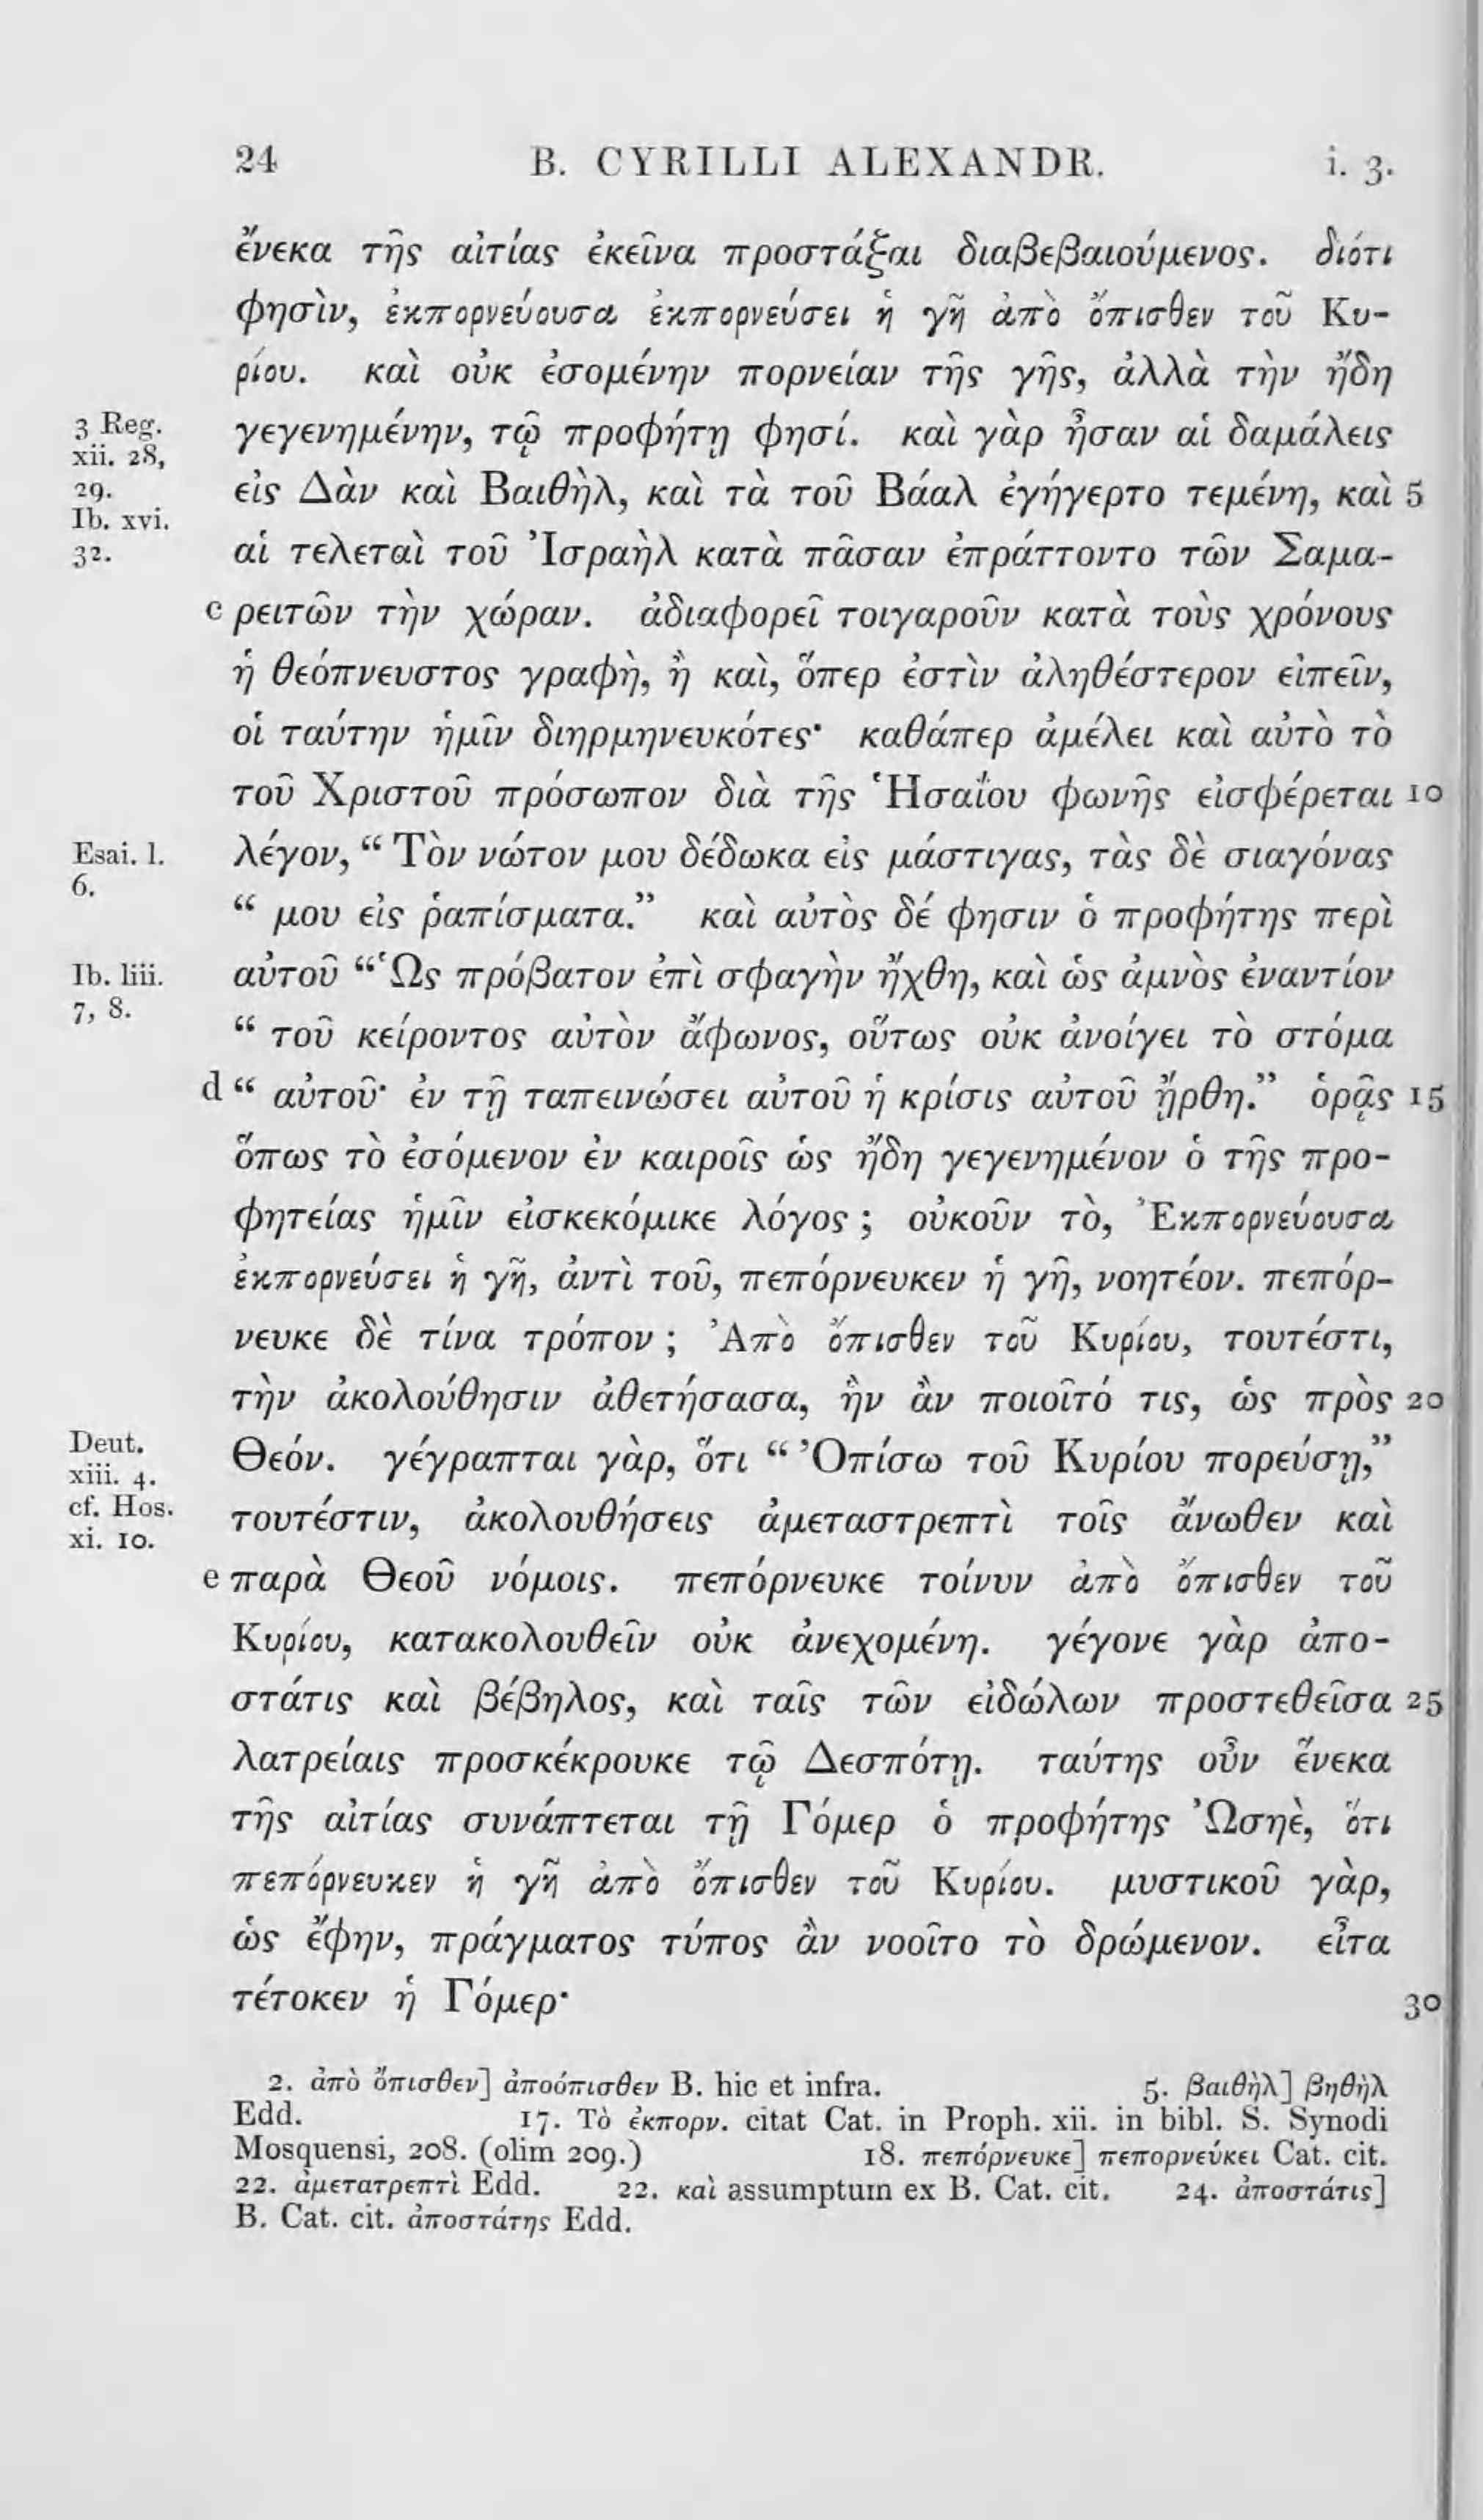 24 B. CYRILLI ALEXANDR. i. 3.
ἕνεκα τῆς αἰτίας ἐκεῖνα προστάξαι διαβεβαιούμενος. διότι
φησὶν, ἐκπορνεύουσα ἐκπορνεύσει ἡ γῆ ἀπὸ ὄπισθεν τοῦ Κυ-
ρίου. καὶ οὐκ ἐσομένην πορνείαν τῆς γῆς, ἀλλὰ τὴν ἤδη
3 Reg. γεγενημένην, τῷ προφήτῃ φησί. καὶ γὰρ ἦσαν αἱ δαμάλεις
xii. 28,
29. εἰς Δὰν καὶ Βαιθὴλ, καὶ τὰ τοῦ Βάαλ ἐγήγερτο τεμένη, καὶ 5
Ib. xvi.
32. αἱ τελεταὶ τοῦ Ἰσραὴλ κατὰ πᾶσαν ἐπράττοντο τῶν Σαμα-
c ρειτῶν τὴν χώραν. ἀδιαφορεῖ τοιγαροῦν κατὰ τοὺς χρόνους
ἡ θεόπνευστος γραφὴ, ἢ καὶ, ὅπερ ἐστὶν ἀληθέστερον εἰπεῖν,
οἱ ταύτην ἡμῖν διηρμηνευκότες· καθάπερ ἀμέλει καὶ αὐτὸ τὸ
τοῦ Χριστοῦ πρόσωπον διὰ τῆς Ἡσαΐου φωνῆς εἰσφέρεται 10
Esai. l. λέγον, “ Τὸν νώτον μου δέδωκα εἰς μάστιγας, τὰς δὲ σιαγόνας
6.
“ μου εἰς ῥαπίσματα.” καὶ αὐτὸς δέ φησιν ὁ προφήτης περὶ
Ib. liii. αὐτοῦ “Ὡς πρόβατον ἐπὶ σφαγὴν ἤχθη, καὶ ὡς ἀμνὸς ἐναντίον
7, 8.
“ τοῦ κείροντος αὐτὸν ἄφωνος, οὕτως οὐκ ἀνοίγει τὸ στόμα
d “ αὐτοῦ· ἐν τῇ ταπεινώσει αὐτοῦ ἡ κρίσις αὐτοῦ ᾔρθη.” ὁρᾷς 15
ὅπως τὸ ἐσόμενον ἐν καιροῖς ὡς ἤδη γεγενημένον ὁ τῆς προ-
φητείας ἡμῖν εἰσκεκόμικε λόγος ; οὐκοῦν τὸ, Ἐκπορνεύουσα
ἐκπορνεύσει ἡ γῆ, ἀντὶ τοῦ, πεπόρνευκεν ἡ γῆ, νοητέον. πεπόρ-
νευκε δὲ τίνα τρόπον ; Ἀπὸ ὄπισθεν τοῦ Κυρίου, τουτέστι,
τὴν ἀκολούθησιν ἀθετήσασα, ἣν ἂν ποιοῖτό τις, ὡς πρὸς 20
Deut. Θεόν. γέγραπται γὰρ, ὅτι “ Ὀπίσω τοῦ Κυρίου πορεύσῃ,”
xiii. 4.
cf. Hos. τουτέστιν, ἀκολουθήσεις ἀμεταστρεπτὶ τοῖς ἄνωθεν καὶ
xi. 10.
e παρὰ Θεοῦ νόμοις. πεπόρνευκε τοίνυν ἀπὸ ὄπισθεν τοῦ
Κυρίου, κατακολουθεῖν οὐκ ἀνεχομένη. γέγονε γὰρ ἀπο-
στάτις καὶ βέβηλος, καὶ ταῖς τῶν εἰδώλων προστεθεῖσα 25
λατρείαις προσκέκρουκε τῷ Δεσπότῃ. ταύτης οὖν ἕνεκα
τῆς αἰτίας συνάπτεται τῇ Γόμερ ὁ προφήτης Ὠσηὲ, ὅτι
πεπόρνευκεν ἡ γῆ ἀπὸ ὄπισθεν τοῦ Κυρίου. μυστικοῦ γὰρ,
ὡς ἔφην, πράγματος τύπος ἂν νοοῖτο τὸ δρώμενον. εἶτα
τέτοκεν ἡ Γόμερ· 30
2. ἀπὸ ὄπισθεν] ἀποόπισθεν B. hic et infra. 5. βαιθὴλ] βηθὴλ
Edd. 17. Τὸ ἐκπορν. citat Cat. in Proph. xii. in bibl. S. Synodi
Mosquensi, 208. (olim 209.) 18. πεπόρνευκε] πεπορνεύκει Cat. cit.
22. ἀμετατρεπτὶ Edd. 22. καὶ assumptum ex B. Cat. cit. 24. ἀποστάτις]
B. Cat. cit. ἀποστάτης Edd.